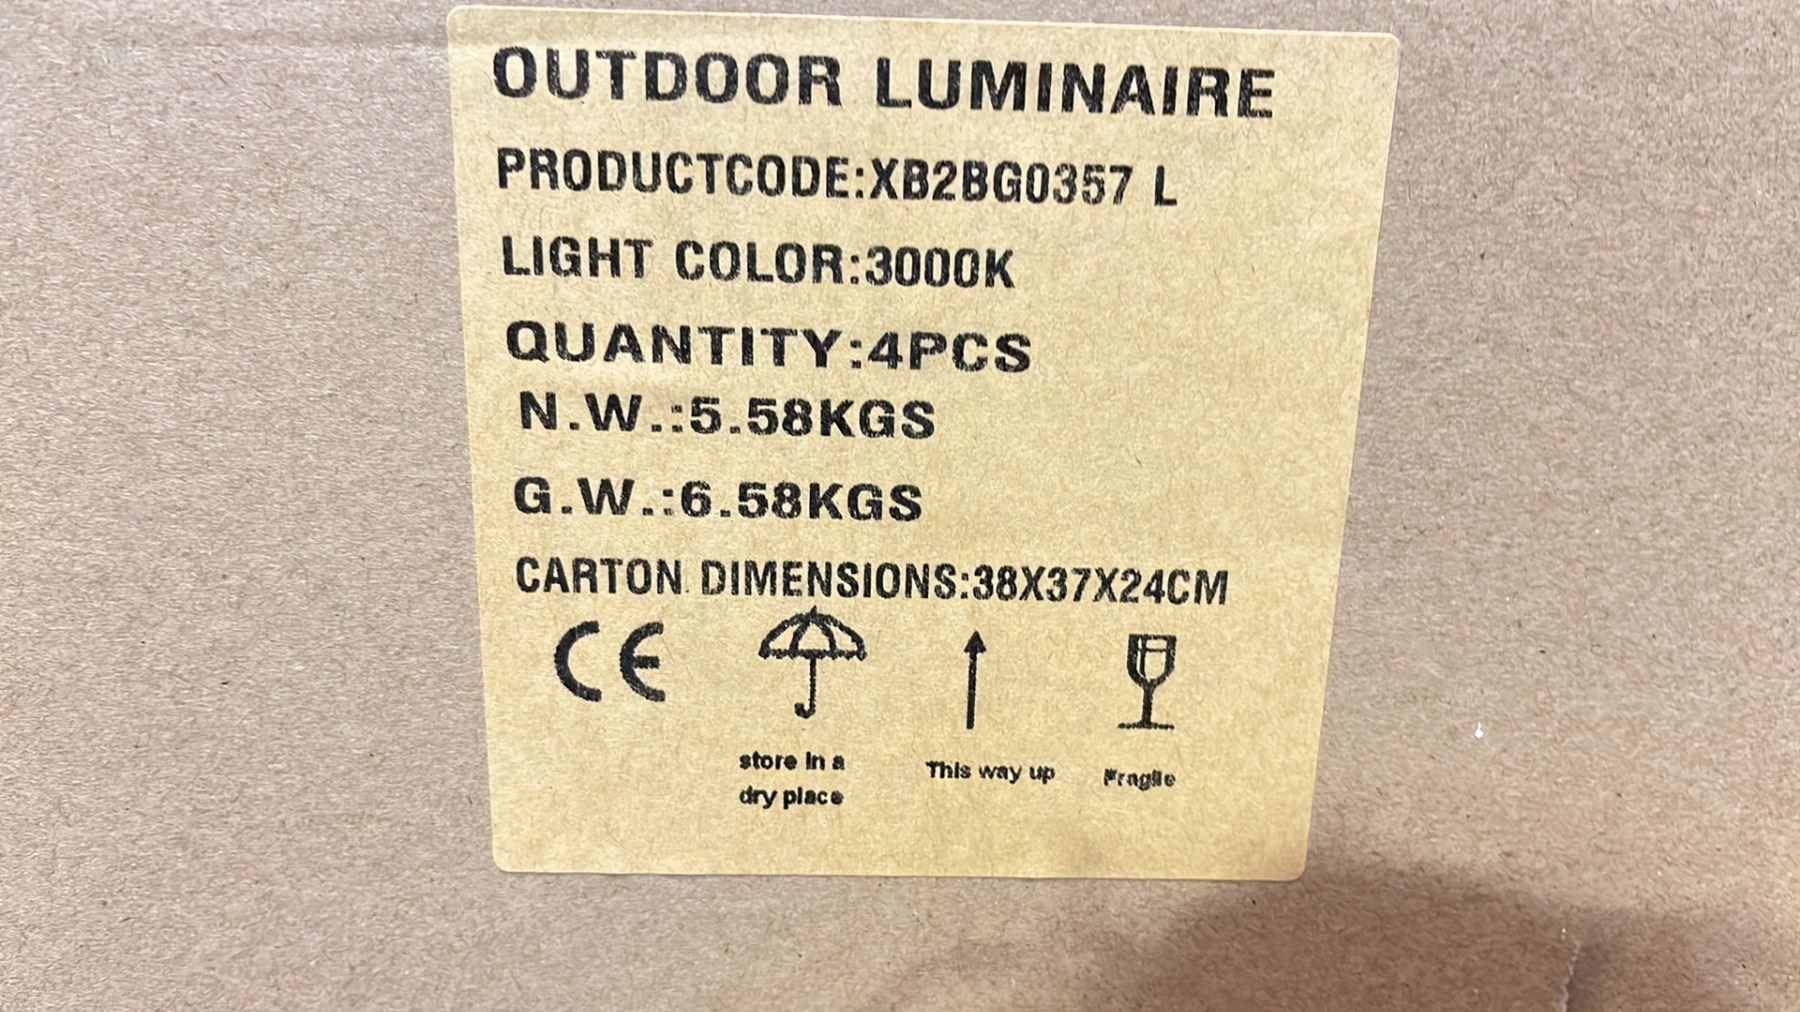 OUTDOOR LUMINAIRE
PRODUCTCODE:XB2BG0357 L
LIGHT COLOR:3000K
QUANTITY:4PCS
N.W.:5.58KGS
G.W.:6.58KGS
CARTON DIMENSIONS:38X37X24CM
CE
store in a
dry place
This way up
Fragile